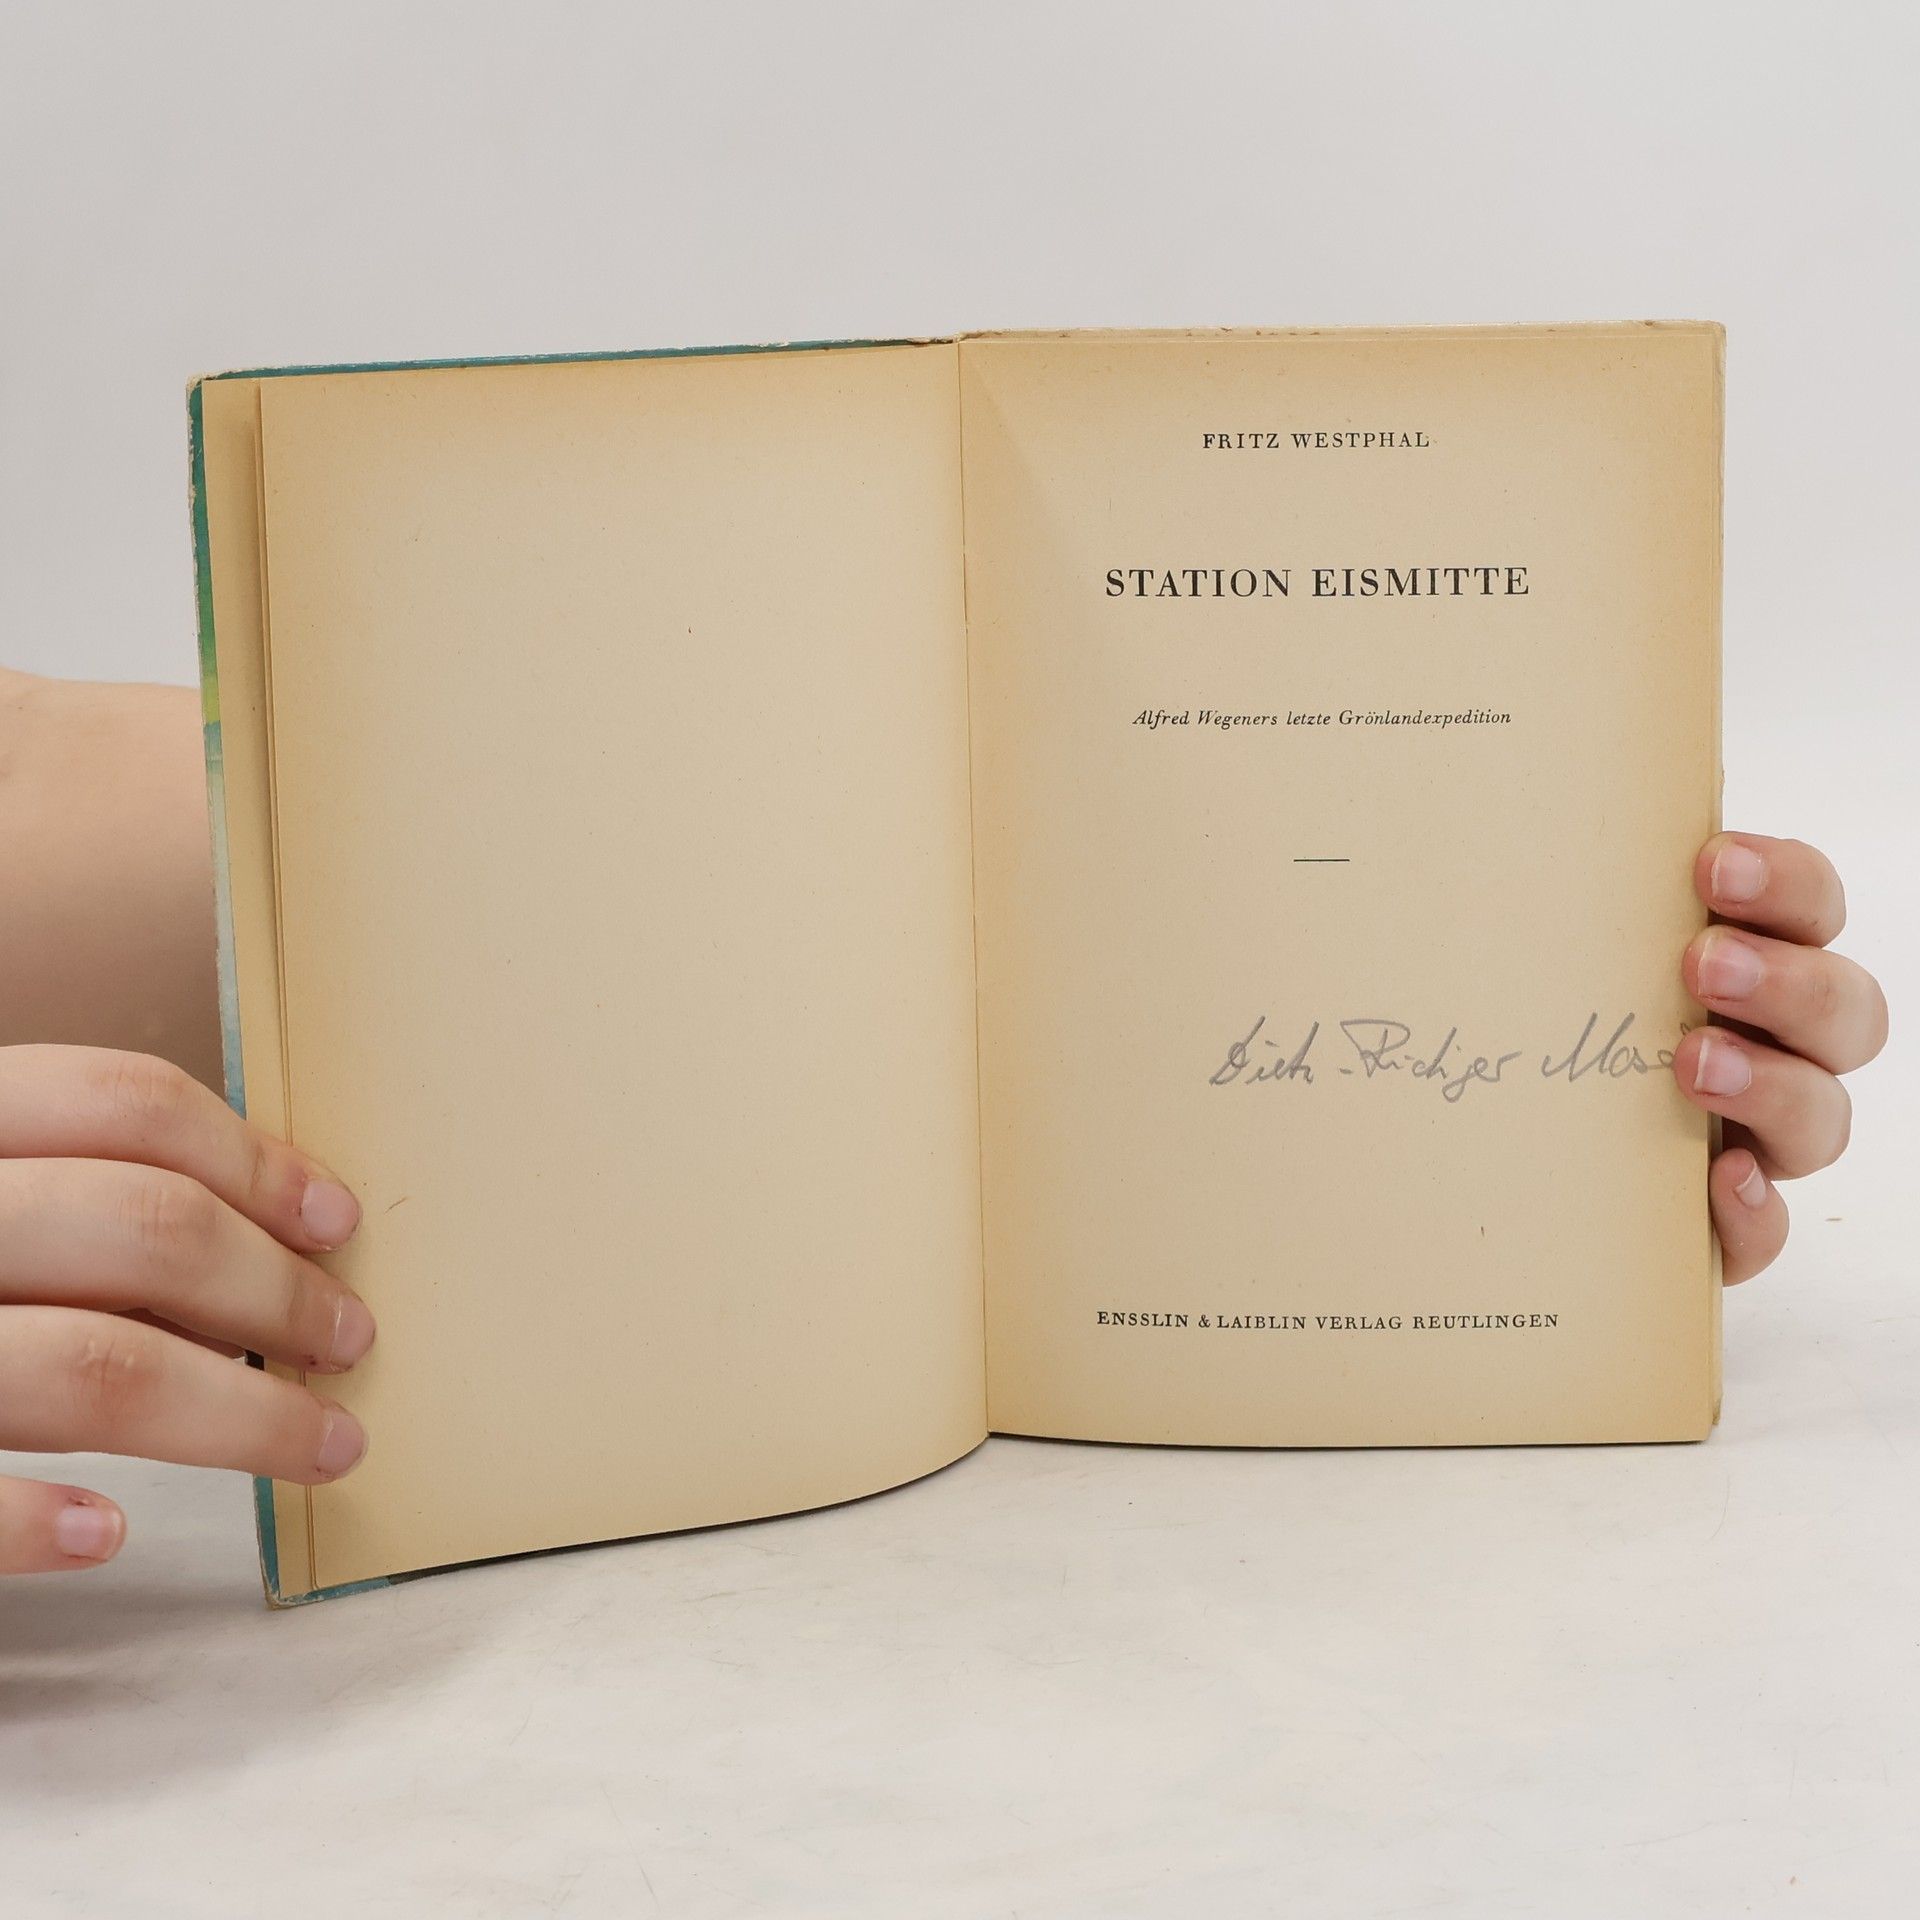 FRITZ WESTPHAL
STATION EISMITTE
Alfred Wegeners letzte Grönlandexpedition
ENSSLIN & LAIBLIN VERLAG REUTLINGEN